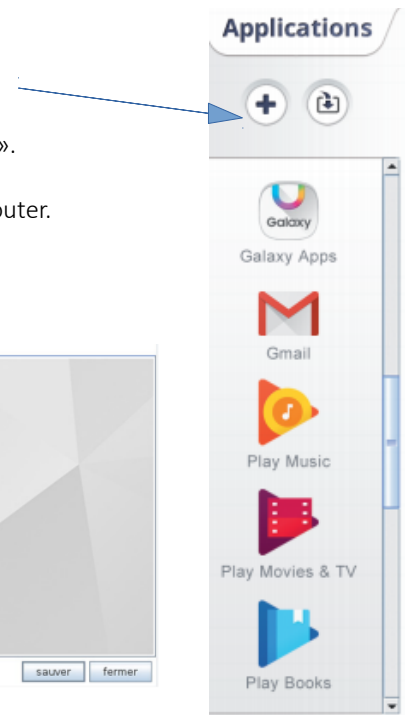 Applications
».
outer.
Galaxy
Galaxy Apps
Gmail
Play Music
Play Movies & TV
Play Books
sauver
fermer